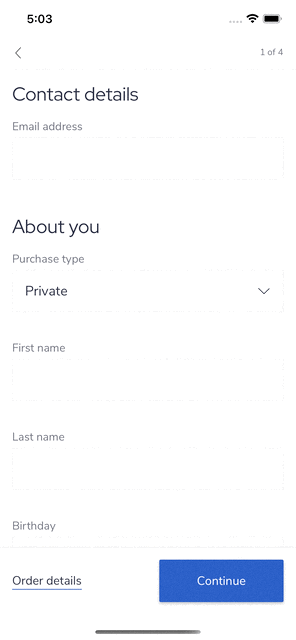 5:03
1 of 4
Contact details
Email address
About you
Purchase type
Private
First name
Last name
Birthday
Order details
Continue